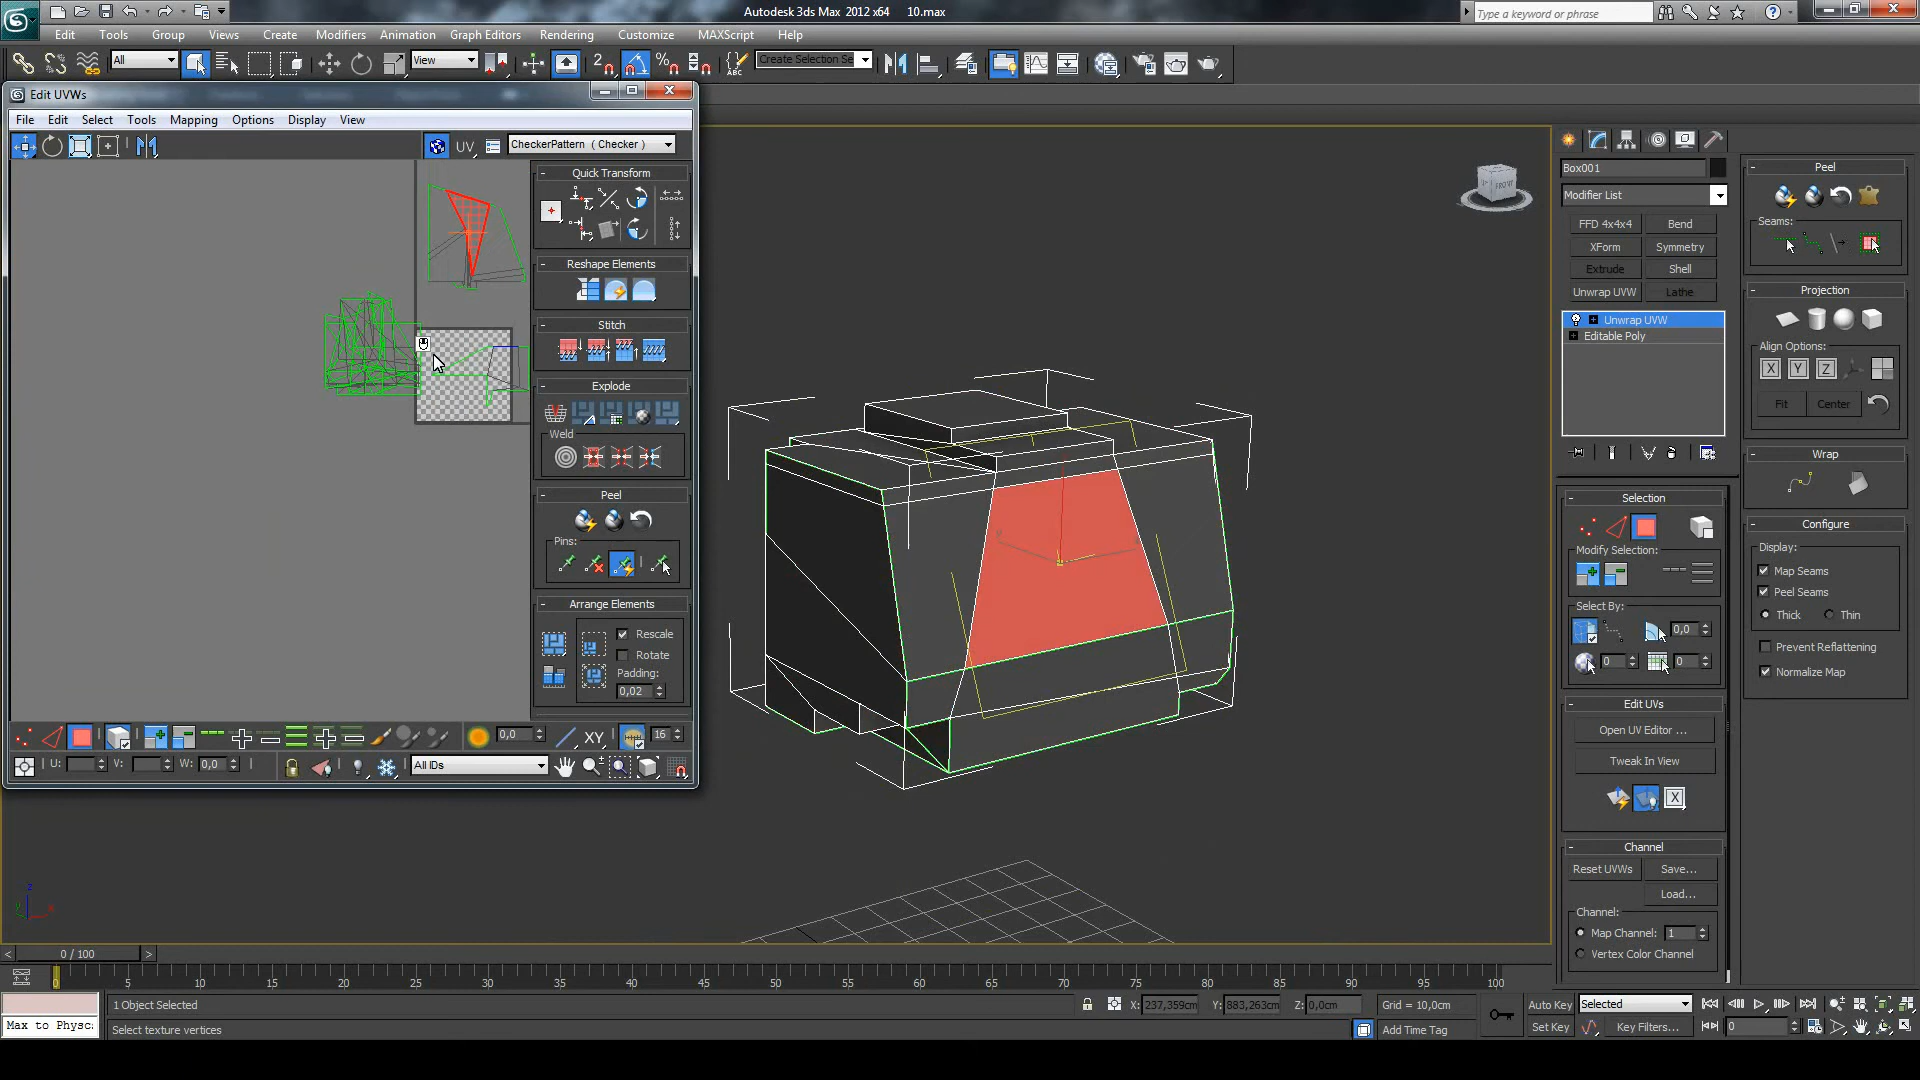 Autodesk 3ds Max 2012 x64    10.max
Type a keyword or phrase
Edit Tools Group Views Create Modifiers Animation Graph Editors Rendering Customize MAXScript Help
All
View
Create Selection Se
Edit UVWs
File Edit Select Tools Mapping Options Display View
UV
CheckerPattern ( Checker )
Quick Transform
Reshape Elements
Stitch
Explode
Weld
Peel
Pins:
Arrange Elements
Rescale
Rotate
Padding:
0,02
0,0
XY
16
U:
V:
W: 0,0
All IDs
FRONT
Box001
Modifier List
FFD 4x4x4 Bend
XForm Symmetry
Extrude Shell
Unwrap UVW Lathe
Unwrap UVW
Editable Poly
Selection
Modify Selection:
Select By:
0,0
0 0
Edit UVs
Open UV Editor ...
Tweak In View
Channel
Reset UVWs Save...
Load...
Channel:
Map Channel: 1
Vertex Color Channel
Peel
Seams:
Projection
Align Options:
X Y Z
Fit Center
Wrap
Configure
Display:
Map Seams
Peel Seams
Thick Thin
Prevent Reflattening
Normalize Map
0 / 100
0 5 10 15 20 25 30 35 40 45 50 55 60 65 70 75 80 85 90 95 100
1 Object Selected
X: 237,359cm Y: 883,263cm Z: 0,0cm
Grid = 10,0cm
Auto Key
Selected
Max to Physc:
Select texture vertices
Add Time Tag
Set Key
Key Filters...
0